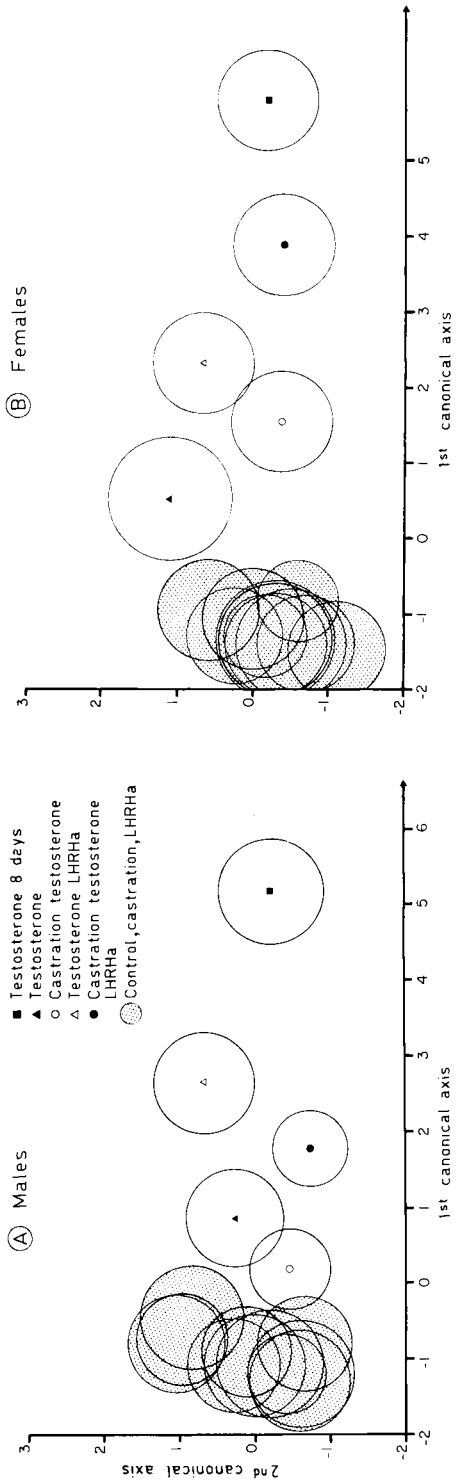 A Males
Testosterone 8 days
Testosterone
Castration testosterone
Testosterone LHRHa
Castration testosterone
LHRHa
Control,castration,LHRHa
3
2
1
0
-1
-2
2nd canonical axis
-2 -1 0 1 2 3 5 6
1st canonical axis
B Females
3
2
1
0
-1
-2
-2 -1 0 1 2 3 4 5
1st canonical axis